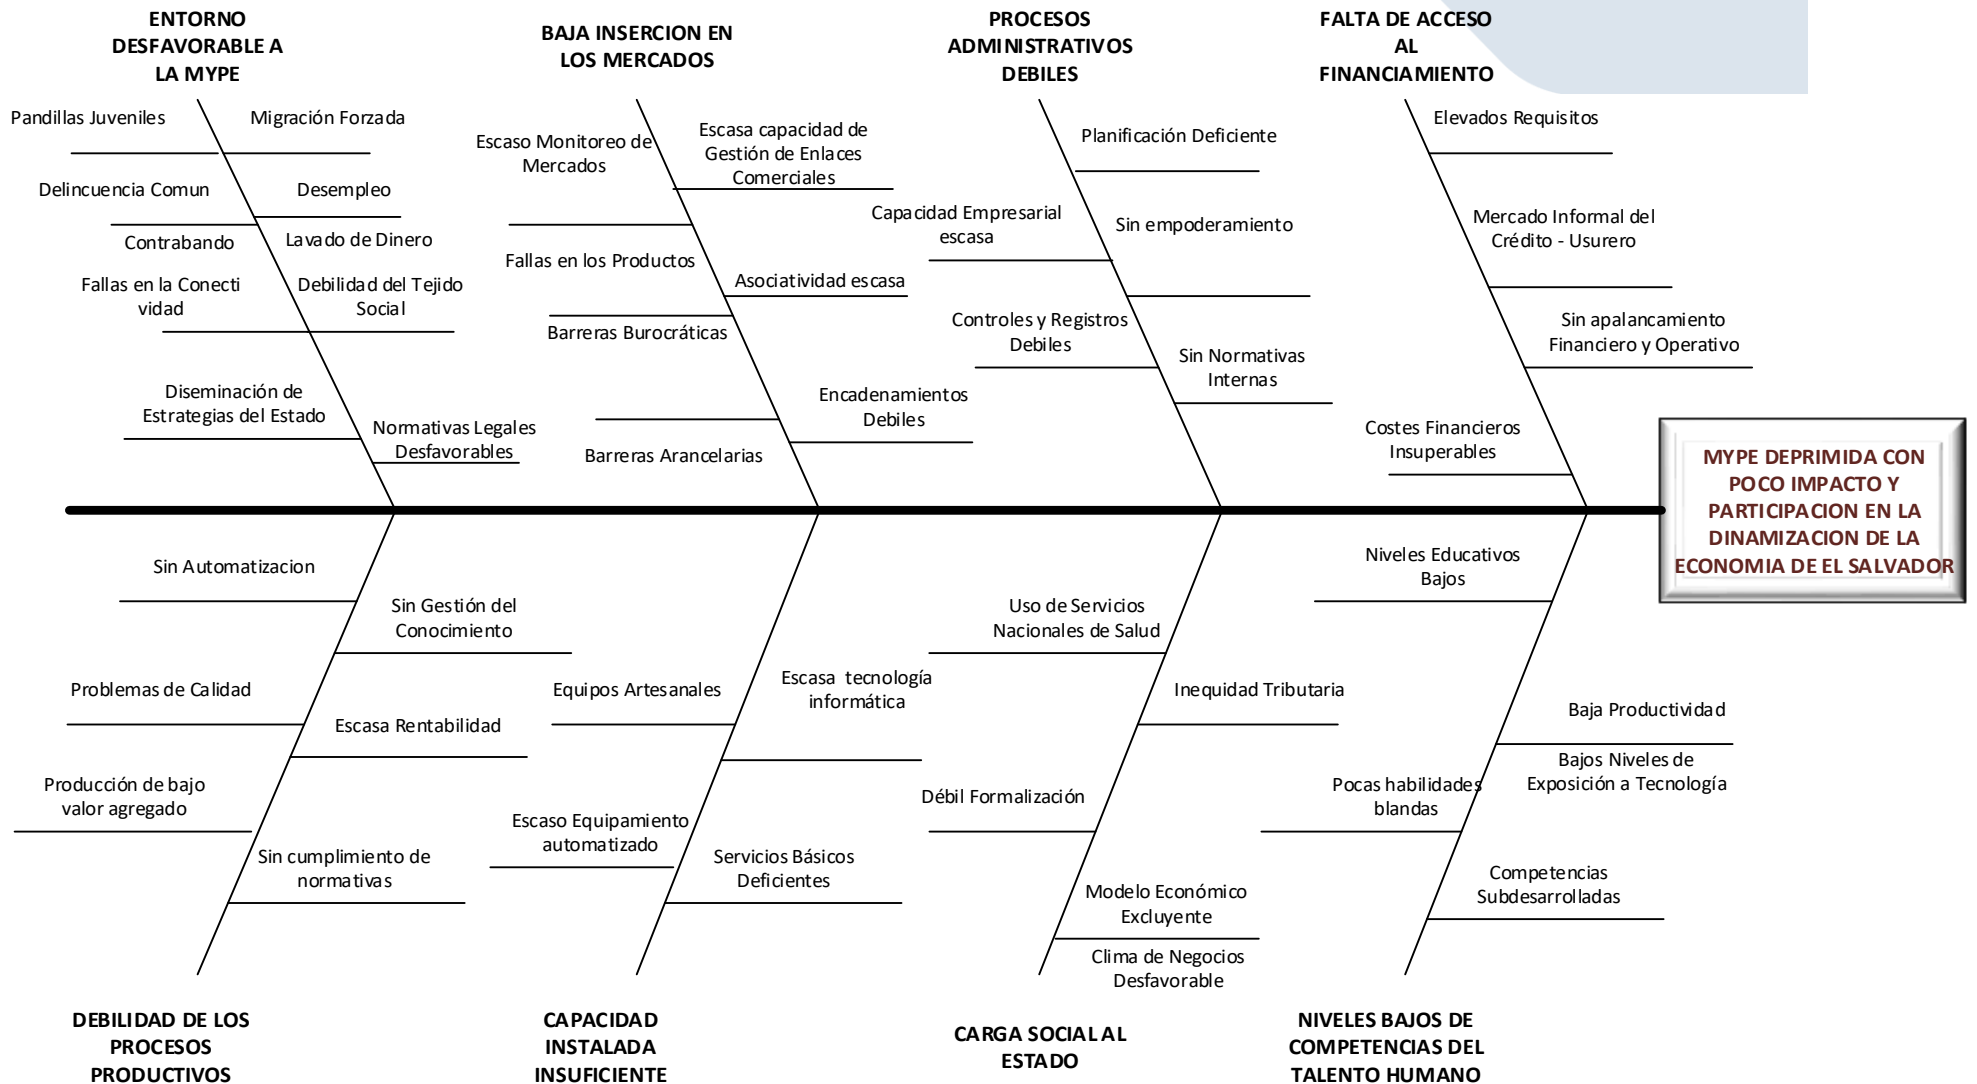 ENTORNO
DESFAVORABLE A
LA MYPE
Pandillas Juveniles
Migración Forzada
Delincuencia Comun
Desempleo
Contrabando
Lavado de Dinero
Fallas en la Conecti
vidad
Debilidad del Tejido
Social
Diseminación de
Estrategias del Estado
Normativas Legales
Desfavorables
BAJA INSERCION EN
LOS MERCADOS
Escaso Monitoreo de
Mercados
Escasa capacidad de
Gestión de Enlaces
Comerciales
Fallas en los Productos
Asociatividad escasa
Barreras Burocráticas
Encadenamientos
Debiles
Barreras Arancelarias
PROCESOS
ADMINISTRATIVOS
DEBILES
Planificación Deficiente
Capacidad Empresarial
escasa
Sin empoderamiento
Controles y Registros
Debiles
Sin Normativas
Internas
FALTA DE ACCESO
AL
FINANCIAMIENTO
Elevados Requisitos
Mercado Informal del
Crédito - Usurero
Sin apalancamiento
Financiero y Operativo
Costes Financieros
Insuperables
MYPE DEPRIMIDA CON
POCO IMPACTO Y
PARTICIPACION EN LA
DINAMIZACION DE LA
ECONOMIA DE EL SALVADOR
Sin Automatizacion
Sin Gestión del
Conocimiento
Problemas de Calidad
Escasa Rentabilidad
Producción de bajo
valor agregado
Sin cumplimiento de
normativas
DEBILIDAD DE LOS
PROCESOS
PRODUCTIVOS
Equipos Artesanales
Escasa tecnología
informática
Escaso Equipamiento
automatizado
Servicios Básicos
Deficientes
CAPACIDAD
INSTALADA
INSUFICIENTE
Uso de Servicios
Nacionales de Salud
Inequidad Tributaria
Débil Formalización
Modelo Económico
Excluyente
Clima de Negocios
Desfavorable
CARGA SOCIAL AL
ESTADO
Niveles Educativos
Bajos
Baja Productividad
Bajos Niveles de
Exposición a Tecnología
Pocas habilidades
blandas
Competencias
Subdesarrolladas
NIVELES BAJOS DE
COMPETENCIAS DEL
TALENTO HUMANO